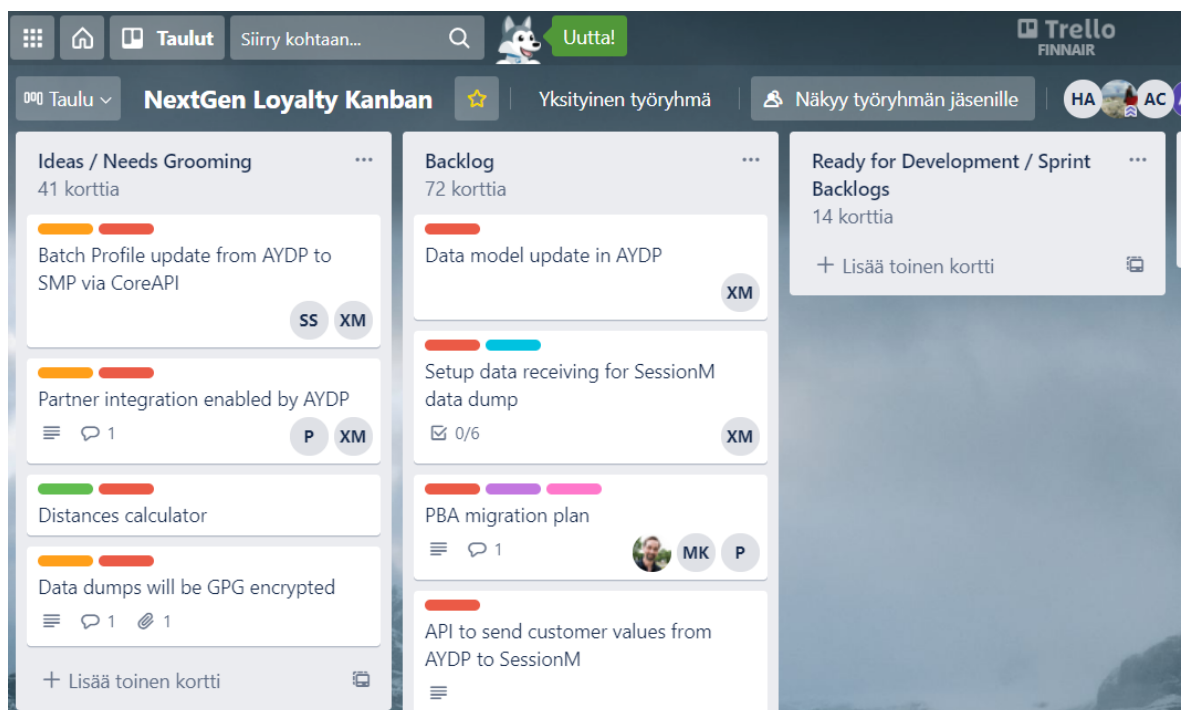 Taulut
Siirry kohtaan...
Uutta!
Trello
FINNAIR
Taulu
NextGen Loyalty Kanban
Yksityinen työryhmä
Näkyy työryhmän jäsenille
HA
AC
Ideas / Needs Grooming
41 korttia
Batch Profile update from AYDP to
SMP via CoreAPI
SS XM
Partner integration enabled by AYDP
1
P XM
Distances calculator
Data dumps will be GPG encrypted
1 1
+ Lisää toinen kortti
Backlog
72 korttia
Data model update in AYDP
XM
Setup data receiving for SessionM
data dump
0/6
XM
PBA migration plan
1
MK P
API to send customer values from
AYDP to SessionM
Ready for Development / Sprint
Backlogs
14 korttia
+ Lisää toinen kortti